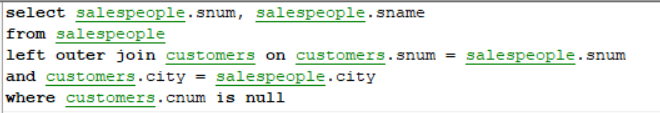 select salespeople.snum, salespeople.sname
from salespeople
left outer join customers on customers.snum = salespeople.snum
and customers.city = salespeople.city
where customers.cnum is null